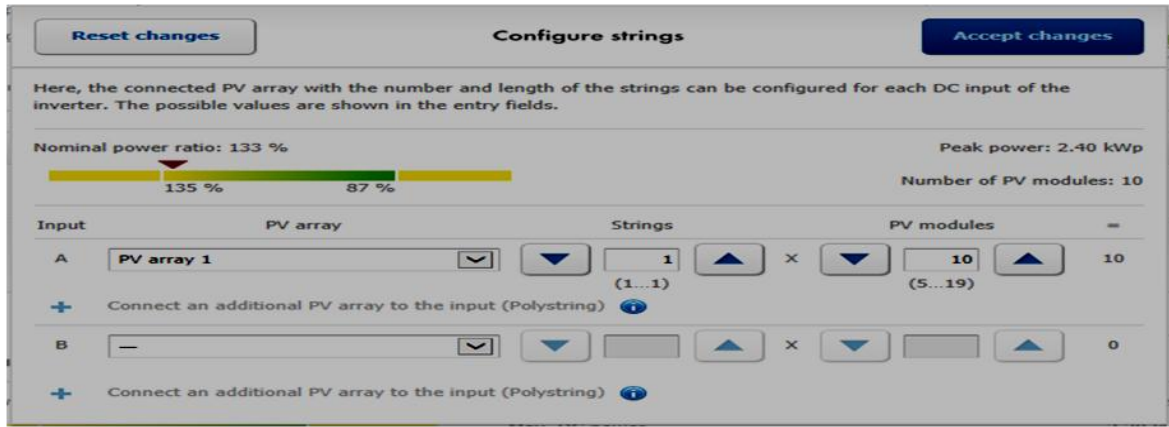 Reset changes
Configure strings
Accept changes
Here, the connected PV array with the number and length of the strings can be configured for each DC input of the
inverter. The possible values are shown in the entry fields.
Nominal power ratio: 133 %
Peak power: 2.40 kWp
135 %
87 %
Number of PV modules: 10
Input PV array Strings PV modules =
A PV array 1 1 × 10 10
(1...1) (5...19)
+ Connect an additional PV array to the input (Polystring) i
B — × 0
+ Connect an additional PV array to the input (Polystring) i